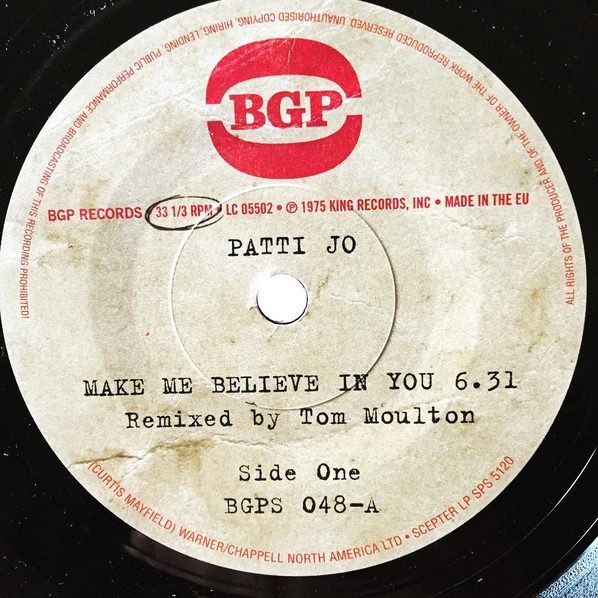 UNAUTHORISED COPYING, HIRING, LENDING, PUBLIC PERFORMANCE AND BROADCASTING OF THIS RECORDING PROHIBITED!
ALL RIGHTS OF THE PRODUCER AND OF THE OWNER OF THE WORK REPRODUCED RESERVED.
BGP
BGP RECORDS • 33 1/3 RPM • LC 05502 • ℗ 1975 KING RECORDS, INC • MADE IN THE EU
PATTI JO
MAKE ME BELIEVE IN YOU 6.31
Remixed by Tom Moulton
Side One
BGPS 048-A
(CURTIS MAYFIELD) WARNER/CHAPPELL NORTH AMERICA LTD • SCEPTER LP SPS 5120